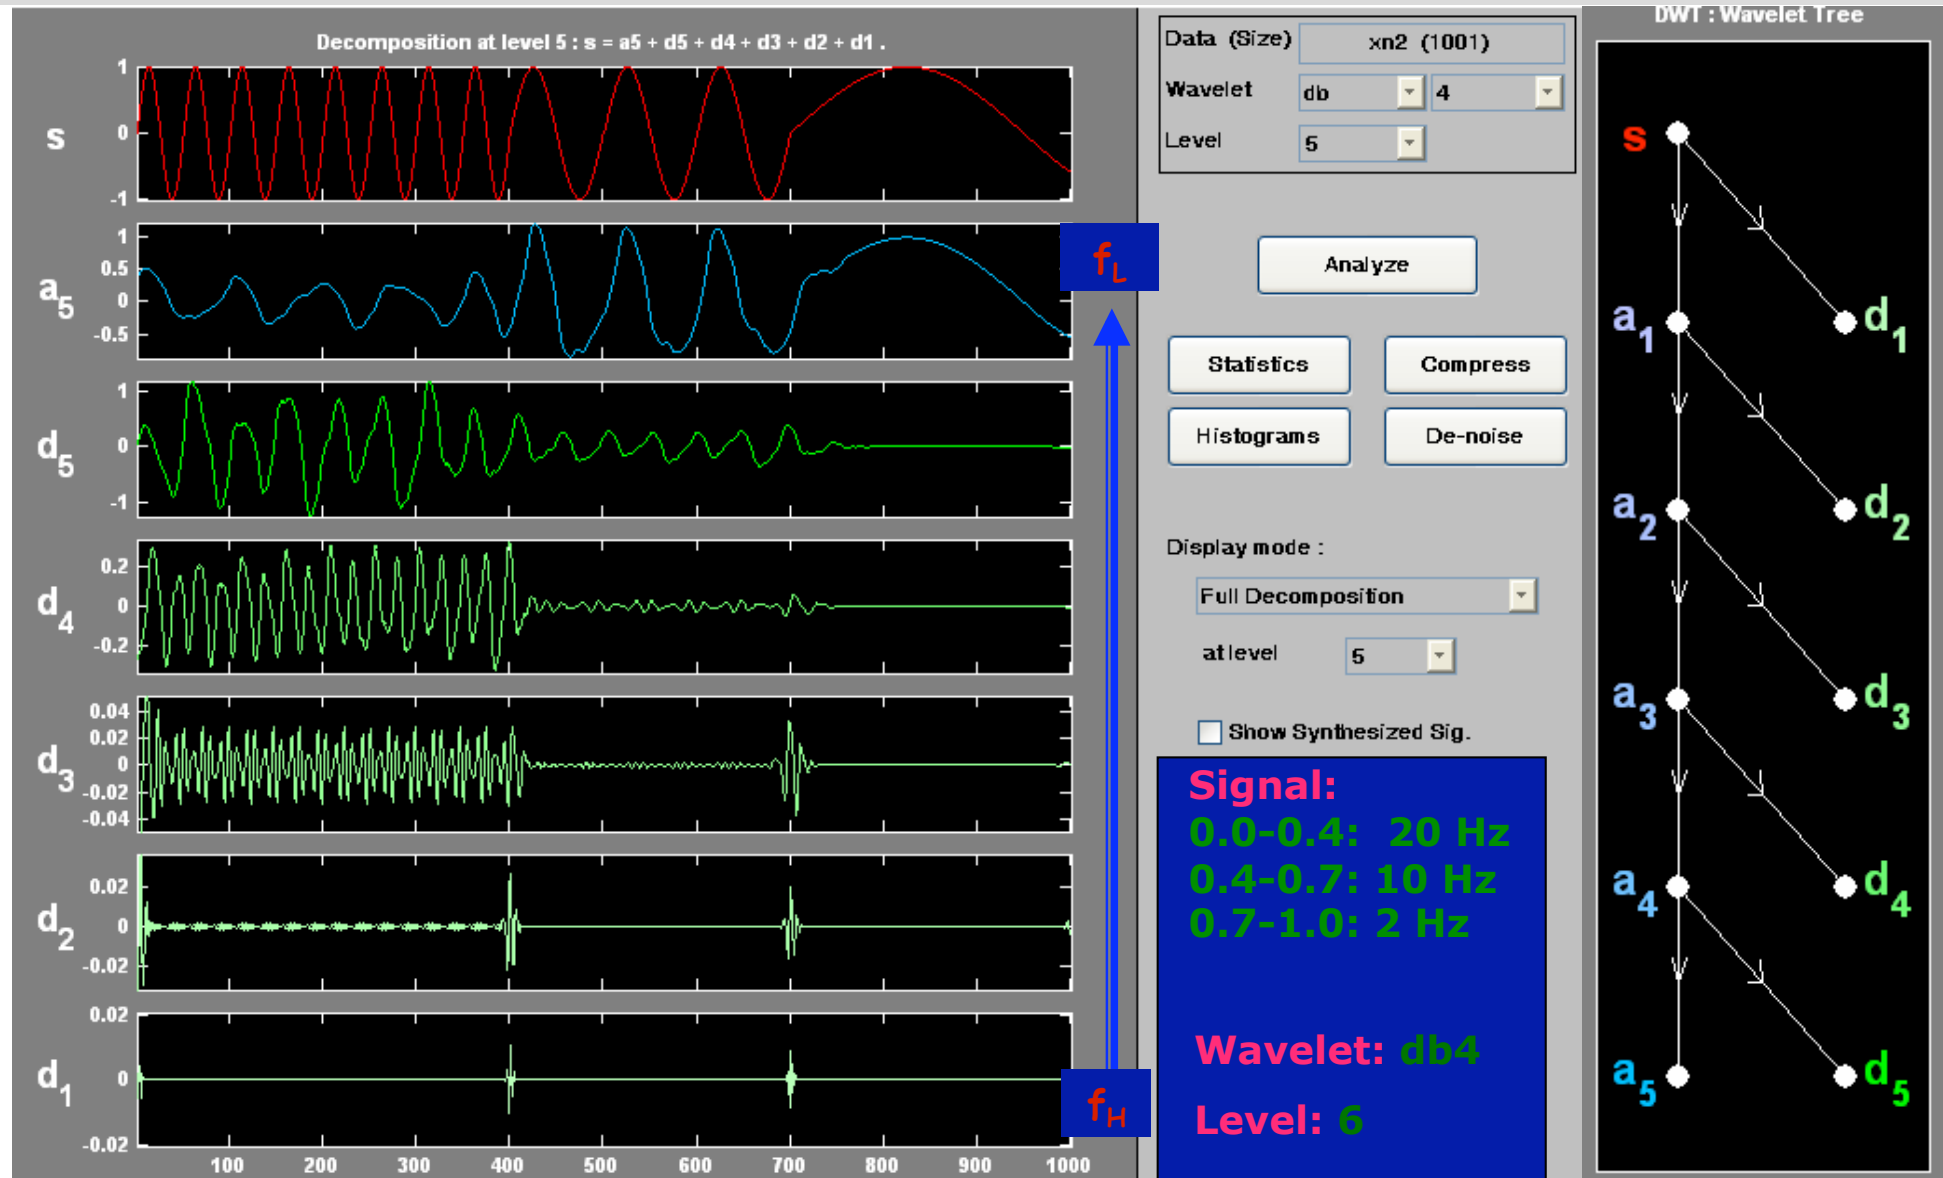 Decomposition at level 5 : s = a5 + d5 + d4 + d3 + d2 + d1 .
s
1
0
-1
a5
1
0.5
0
-0.5
d5
1
0
-1
d4
0.2
0
-0.2
d3
0.04
0.02
0
-0.02
-0.04
d2
0.02
0
-0.02
d1
0.02
0
-0.02
100 200 300 400 500 600 700 800 900 1000
fL
fH
Data (Size) xn2 (1001)
Wavelet db 4
Level 5
Analyze
Statistics Compress
Histograms De-noise
Display mode :
Full Decomposition
at level 5
Show Synthesized Sig.
Signal:
0.0-0.4: 20 Hz
0.4-0.7: 10 Hz
0.7-1.0: 2 Hz
Wavelet: db4
Level: 6
DWT : Wavelet Tree
s
a1 d1
a2 d2
a3 d3
a4 d4
a5 d5